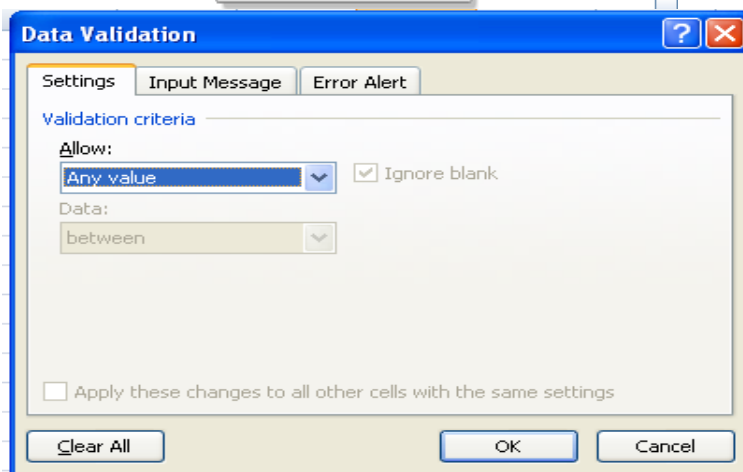 Data Validation
Settings Input Message Error Alert
Validation criteria
Allow:
Any value Ignore blank
Data:
between
Apply these changes to all other cells with the same settings
Clear All OK Cancel